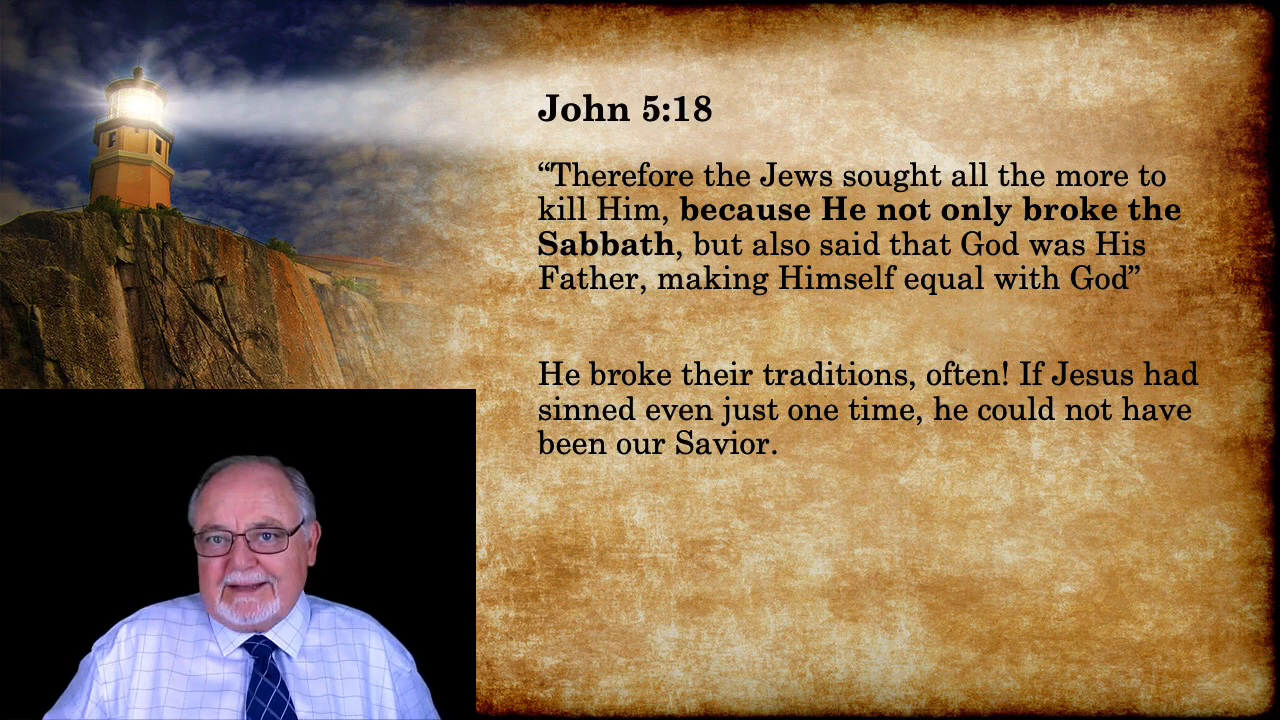 John 5:18
“Therefore the Jews sought all the more to
kill Him, because He not only broke the
Sabbath, but also said that God was His
Father, making Himself equal with God”
He broke their traditions, often! If Jesus had
sinned even just one time, he could not have
been our Savior.